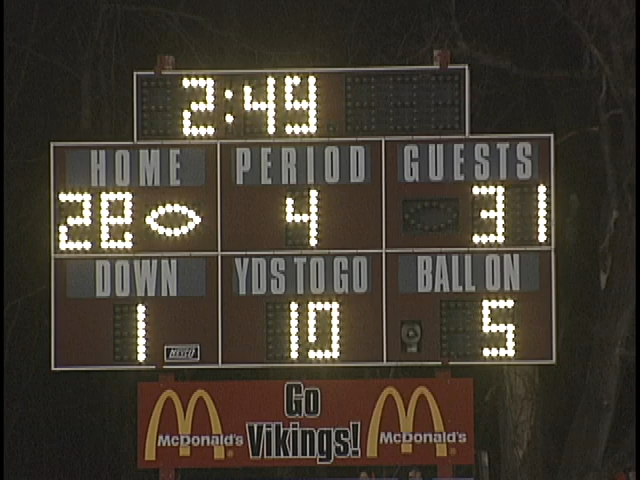 2:49
HOME PERIOD GUESTS
28 4 31
DOWN YDS TO GO BALL ON
1 10 5
NEVCO
Go
McDonald's Vikings! McDonald's